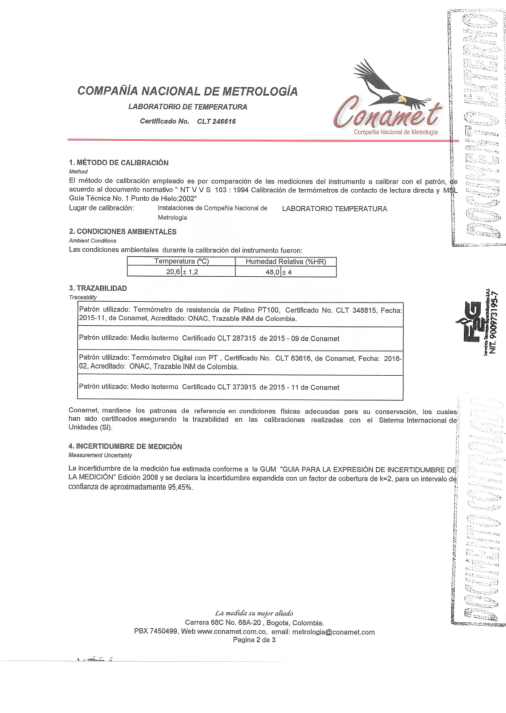 COMPAÑÍA NACIONAL DE METROLOGÍA
LABORATORIO DE TEMPERATURA
Certificado No. CLT 246616
Conamet
Compañía Nacional de Metrología
1. MÉTODO DE CALIBRACIÓN
Method
El método de calibración empleado es por comparación de las mediciones del instrumento a calibrar con el patrón, de
acuerdo al documento normativo " NT V V S 103 : 1994 Calibración de termómetros de contacto de lectura directa y MSL
Guía Técnica No. 1 Punto de Hielo:2002"
Lugar de calibración: Instalaciones de Compañía Nacional de Metrología LABORATORIO TEMPERATURA
2. CONDICIONES AMBIENTALES
Ambient Conditions
Las condiciones ambientales durante la calibración del instrumento fueron:
Temperatura (ºC) Humedad Relativa (%HR)
20,6 ± 1,2 48,0 ± 4
3. TRAZABILIDAD
Traceability
Patrón utilizado: Termómetro de resistencia de Platino PT100, Certificado No. CLT 348815, Fecha:
2015-11, de Conamet, Acreditado: ONAC, Trazable INM de Colombia.
Patrón utilizado: Medio Isotermo Certificado CLT 287315 de 2015 - 09 de Conamet
Patrón utilizado: Termómetro Digital con PT , Certificado No. CLT 63616, de Conamet, Fecha: 2016-
02, Acreditado: ONAC, Trazable INM de Colombia.
Patrón utilizado: Medio Isotermo Certificado CLT 373915 de 2015 - 11 de Conamet
Conamet, mantiene los patrones de referencia en condiciones físicas adecuadas para su conservación, los cuales
han sido certificados asegurando la trazabilidad en las calibraciones realizadas con el Sistema Internacional de
Unidades (SI).
4. INCERTIDUMBRE DE MEDICIÓN
Measurement Uncertainty
La incertidumbre de la medición fue estimada conforme a la GUM "GUIA PARA LA EXPRESIÓN DE INCERTIDUMBRE DE
LA MEDICIÓN" Edición 2008 y se declara la incertidumbre expandida con un factor de cobertura de k=2, para un intervalo de
confianza de aproximadamente 95,45%.
DOCUMENTO EXTERNO
NIT. 900973195-7
DOCUMENTO CONTROLADO
La medida su mejor aliado
Carrera 68C No. 68A-20 , Bogota, Colombia.
PBX 7450499, Web www.conamet.com.co, email: metrologia@conamet.com
Pagina 2 de 3